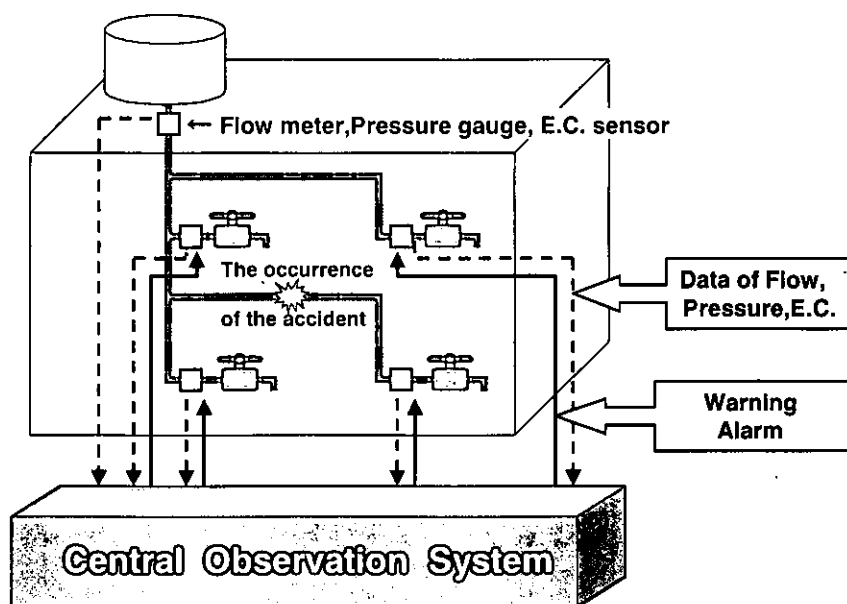 ← Flow meter,Pressure gauge, E.C. sensor
The occurrence
of the accident
Data of Flow,
Pressure,E.C.
Warning
Alarm
Central Observation System